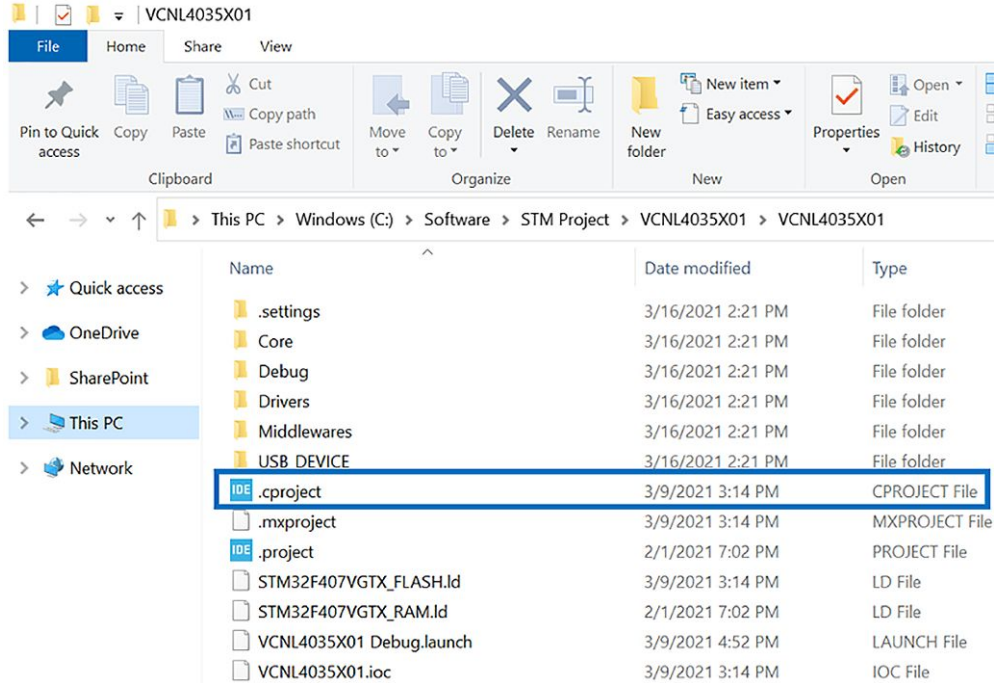 VCNL4035X01
File Home Share View
Pin to Quick access
Copy
Paste
Cut
Copy path
Paste shortcut
Clipboard
Move to
Copy to
Delete
Rename
Organize
New folder
New item
Easy access
New
Properties
Open
Edit
History
Open
This PC > Windows (C:) > Software > STM Project > VCNL4035X01 > VCNL4035X01
Quick access
OneDrive
SharePoint
This PC
Network
Name Date modified Type
.settings 3/16/2021 2:21 PM File folder
Core 3/16/2021 2:21 PM File folder
Debug 3/16/2021 2:21 PM File folder
Drivers 3/16/2021 2:21 PM File folder
Middlewares 3/16/2021 2:21 PM File folder
USB_DEVICE 3/16/2021 2:21 PM File folder
IDE .cproject 3/9/2021 3:14 PM CPROJECT File
.mxproject 3/9/2021 3:14 PM MXPROJECT File
IDE .project 2/1/2021 7:02 PM PROJECT File
STM32F407VGTX_FLASH.ld 3/9/2021 3:14 PM LD File
STM32F407VGTX_RAM.ld 2/1/2021 7:02 PM LD File
VCNL4035X01 Debug.launch 3/9/2021 4:52 PM LAUNCH File
VCNL4035X01.ioc 3/9/2021 3:14 PM IOC File